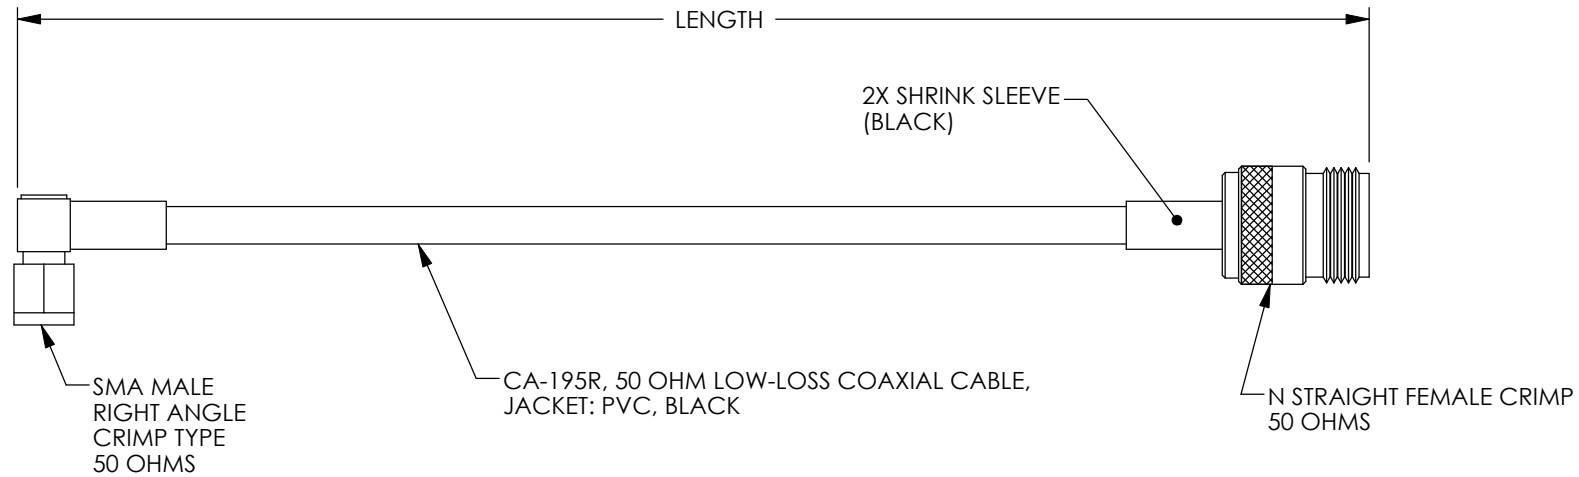 LENGTH
2X SHRINK SLEEVE
(BLACK)
SMA MALE
RIGHT ANGLE
CRIMP TYPE
50 OHMS
CA-195R, 50 OHM LOW-LOSS COAXIAL CABLE,
JACKET: PVC, BLACK
N STRAIGHT FEMALE CRIMP
50 OHMS